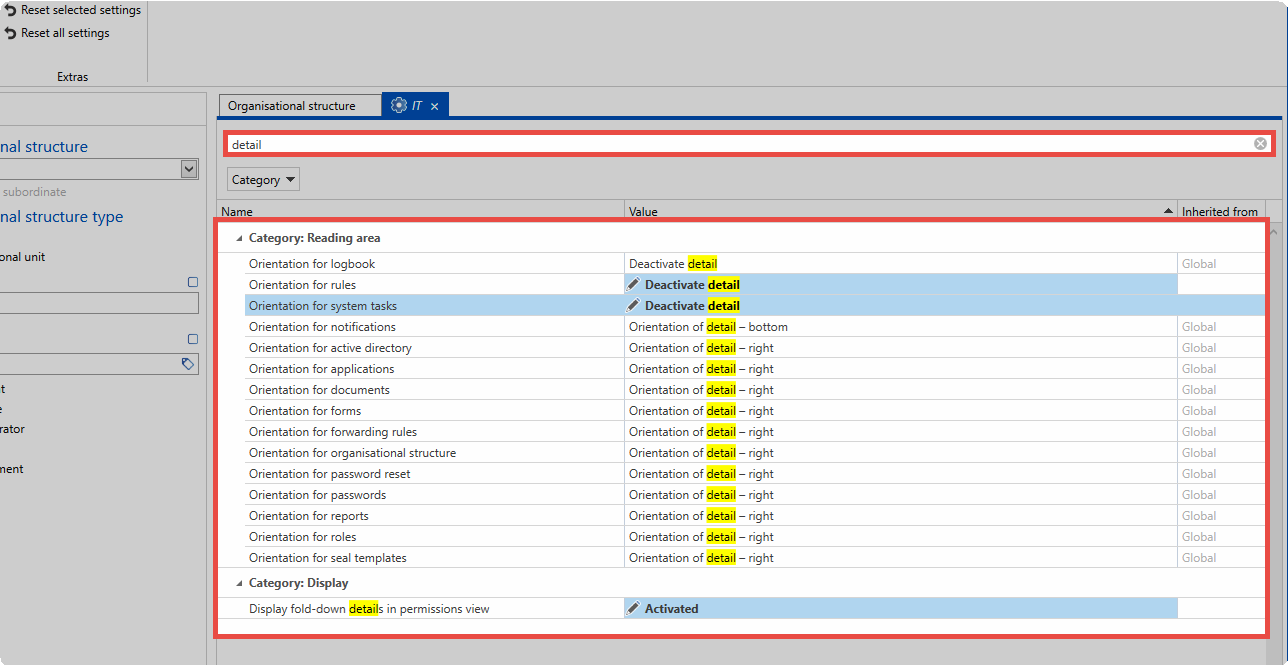 Reset selected settings
Reset all settings
Extras
nal structure
subordinate
nal structure type
onal unit
t
e
rator
ment
Organisational structure IT
detail
Category
Name Value Inherited from
Category: Reading area
Orientation for logbook Deactivate detail Global
Orientation for rules Deactivate detail
Orientation for system tasks Deactivate detail
Orientation for notifications Orientation of detail – bottom Global
Orientation for active directory Orientation of detail – right Global
Orientation for applications Orientation of detail – right Global
Orientation for documents Orientation of detail – right Global
Orientation for forms Orientation of detail – right Global
Orientation for forwarding rules Orientation of detail – right Global
Orientation for organisational structure Orientation of detail – right Global
Orientation for password reset Orientation of detail – right Global
Orientation for passwords Orientation of detail – right Global
Orientation for reports Orientation of detail – right Global
Orientation for roles Orientation of detail – right Global
Orientation for seal templates Orientation of detail – right Global
Category: Display
Display fold-down details in permissions view Activated